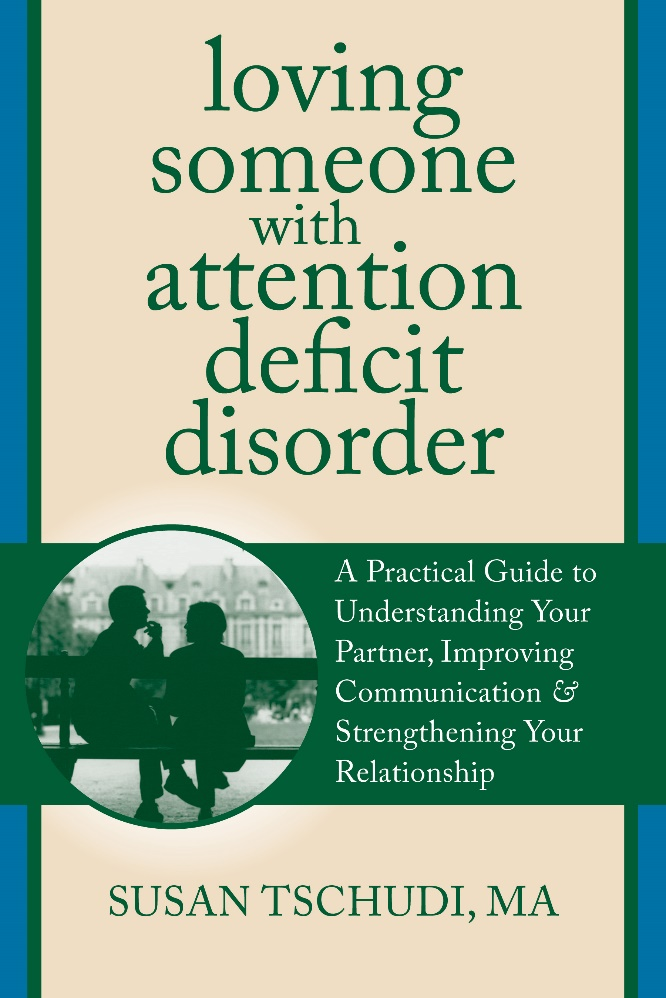 loving
someone
with
attention
deficit
disorder
A Practical Guide to
Understanding Your
Partner, Improving
Communication &
Strengthening Your
Relationship
SUSAN TSCHUDI, MA